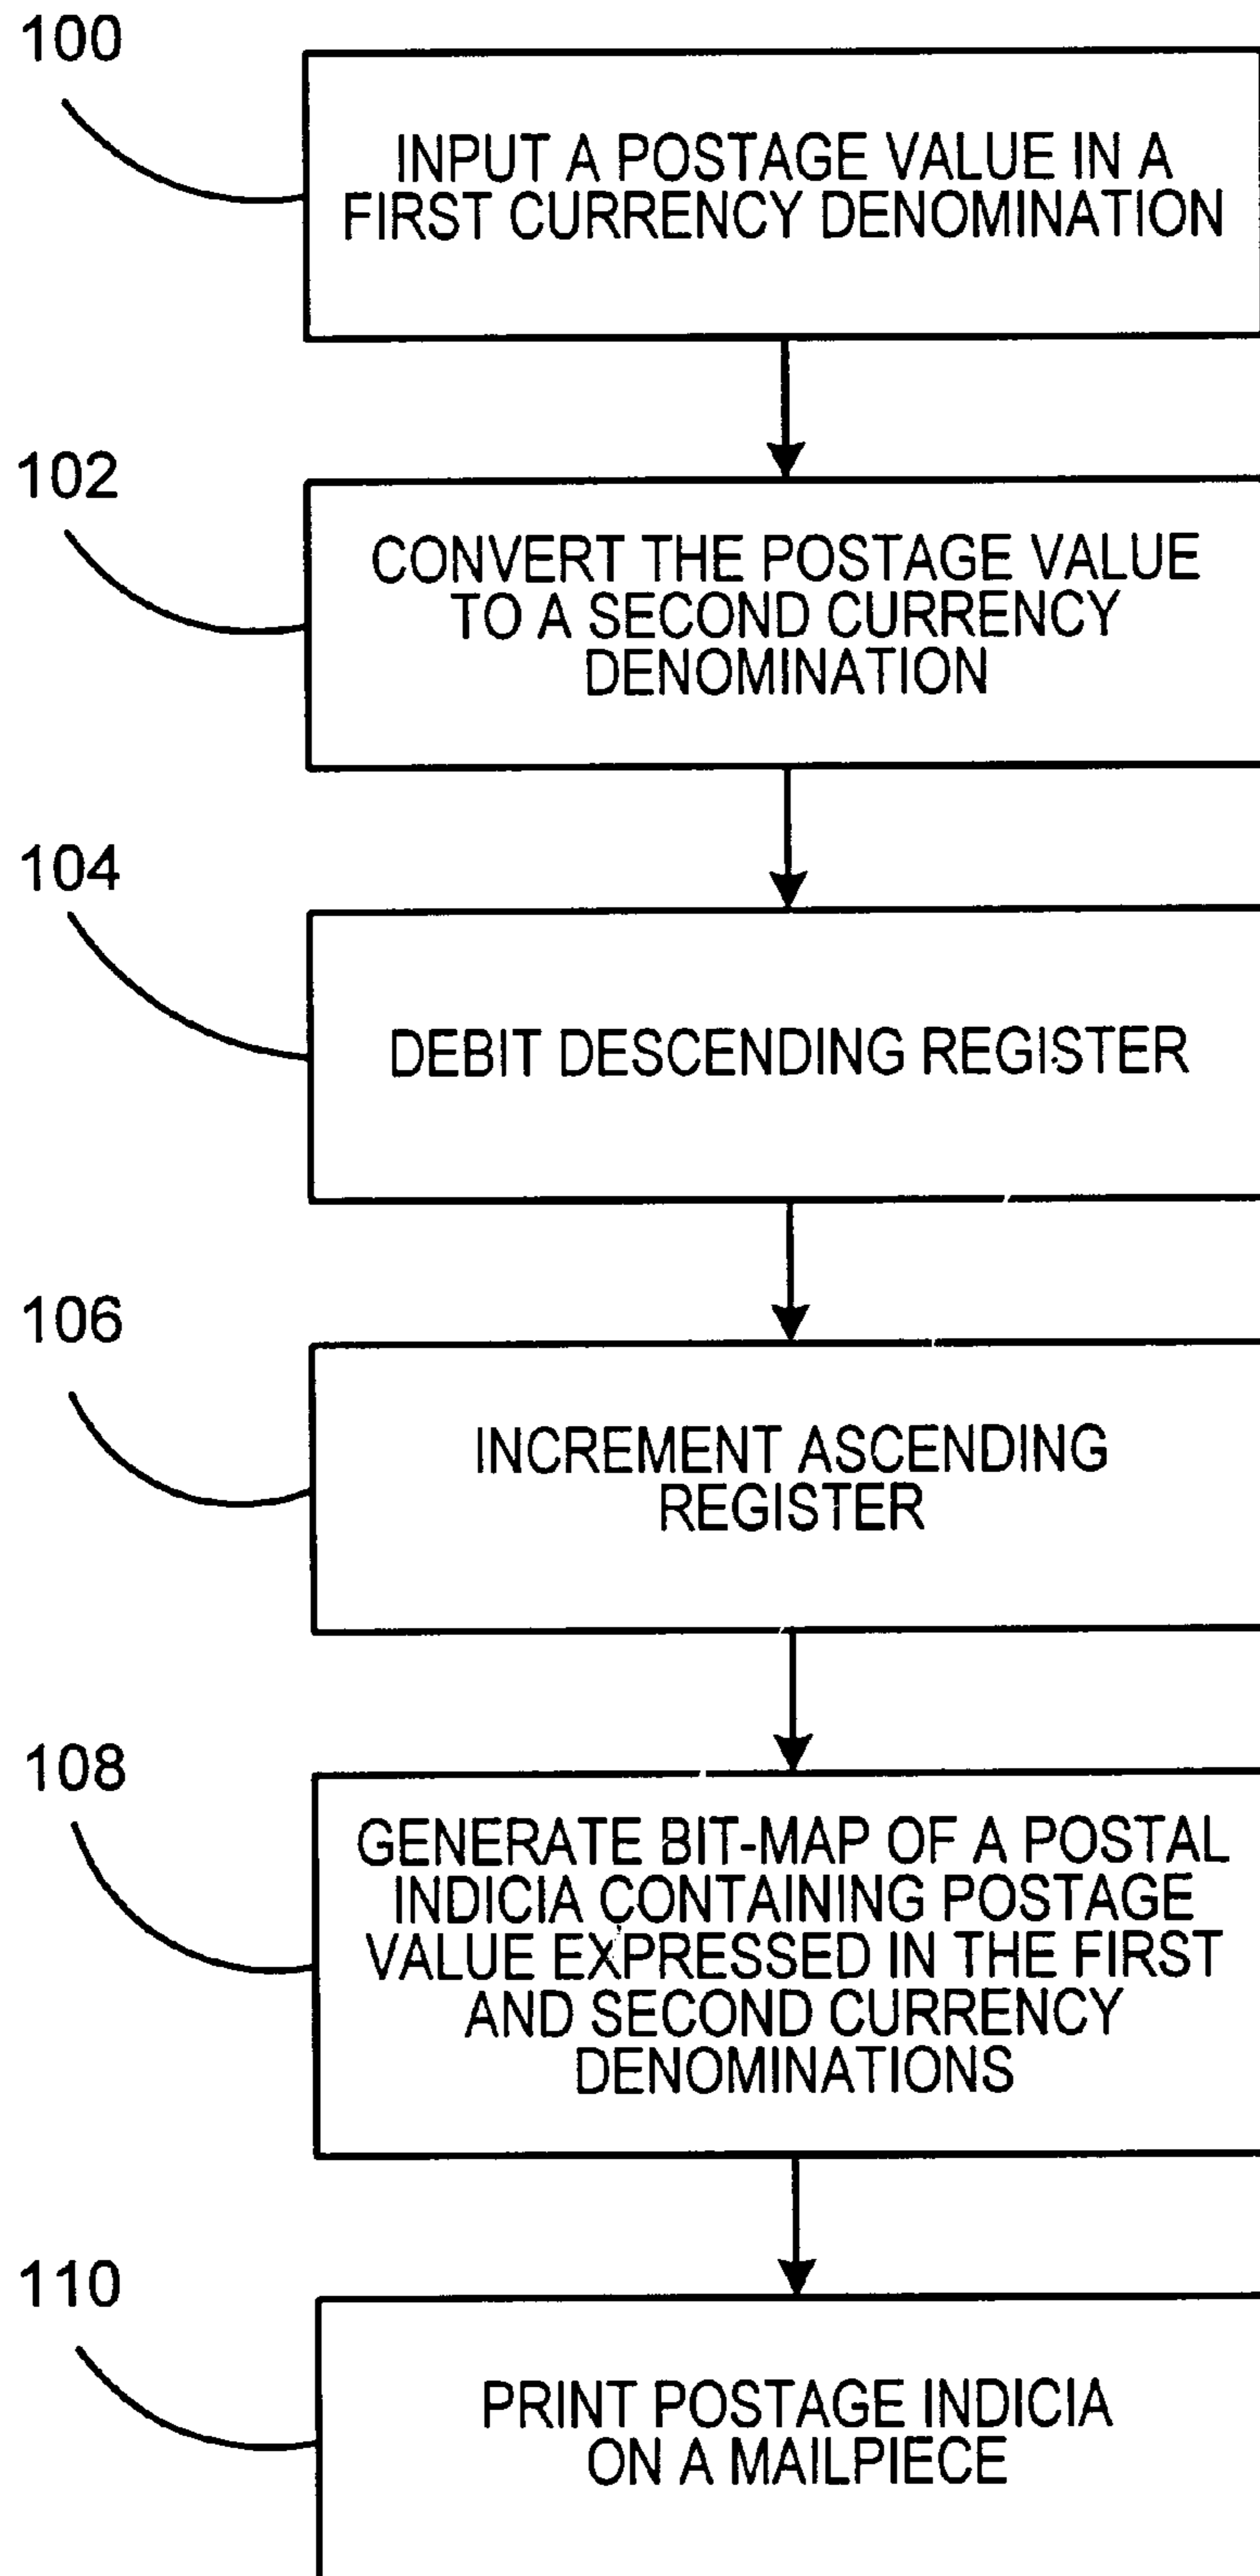 100
INPUT A POSTAGE VALUE IN A
FIRST CURRENCY DENOMINATION
102
CONVERT THE POSTAGE VALUE
TO A SECOND CURRENCY
DENOMINATION
104
DEBIT DESCENDING REGISTER
106
INCREMENT ASCENDING
REGISTER
108
GENERATE BIT-MAP OF A POSTAL
INDICIA CONTAINING POSTAGE
VALUE EXPRESSED IN THE FIRST
AND SECOND CURRENCY
DENOMINATIONS
110
PRINT POSTAGE INDICIA
ON A MAILPIECE